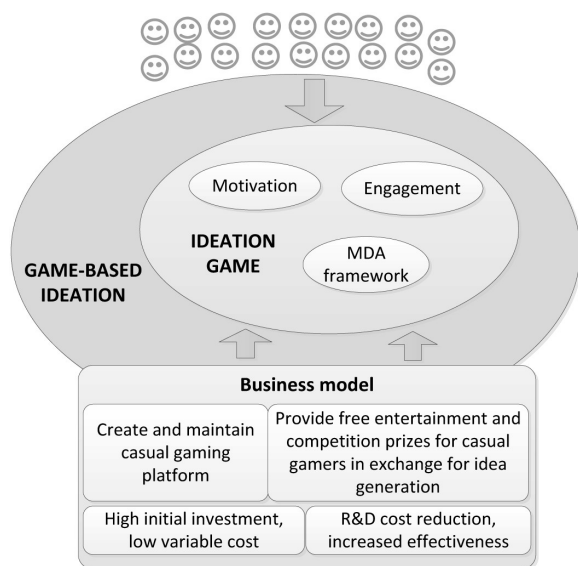 Motivation
Engagement
IDEATION
GAME
MDA
framework
GAME-BASED
IDEATION
Business model
Create and maintain
casual gaming
platform
Provide free entertainment and
competition prizes for casual
gamers in exchange for idea
generation
High initial investment,
low variable cost
R&D cost reduction,
increased effectiveness